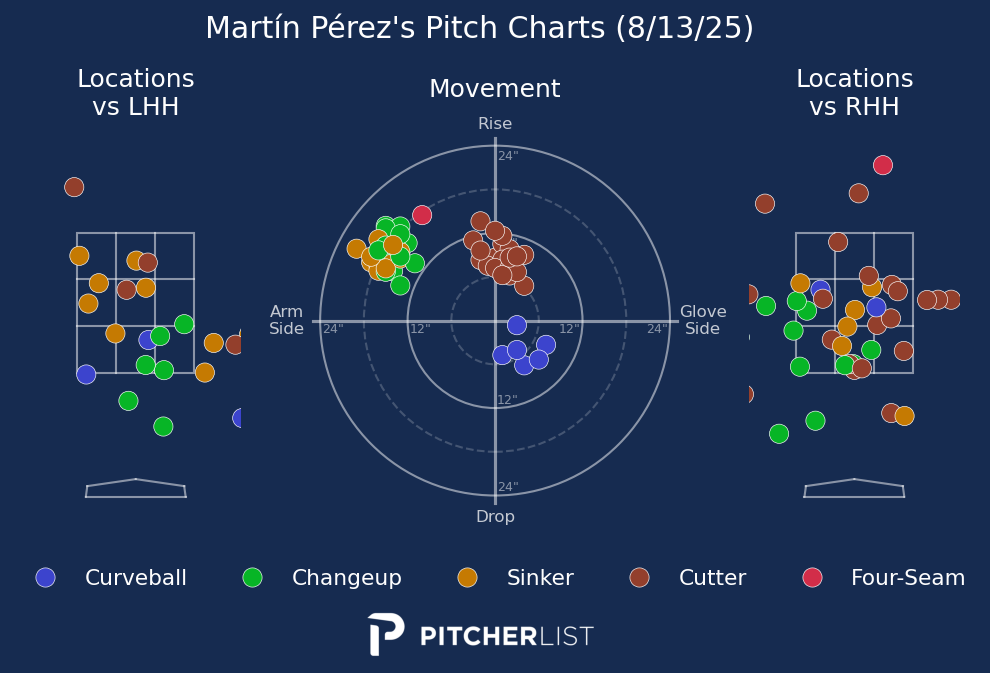 Martín Pérez's Pitch Charts (8/13/25)
Locations
vs LHH
Movement
Locations
vs RHH
Rise
24"
Arm
Side
24"
12"
12"
24"
Glove
Side
12"
24"
Drop
Curveball
Changeup
Sinker
Cutter
Four-Seam
PITCHERLIST